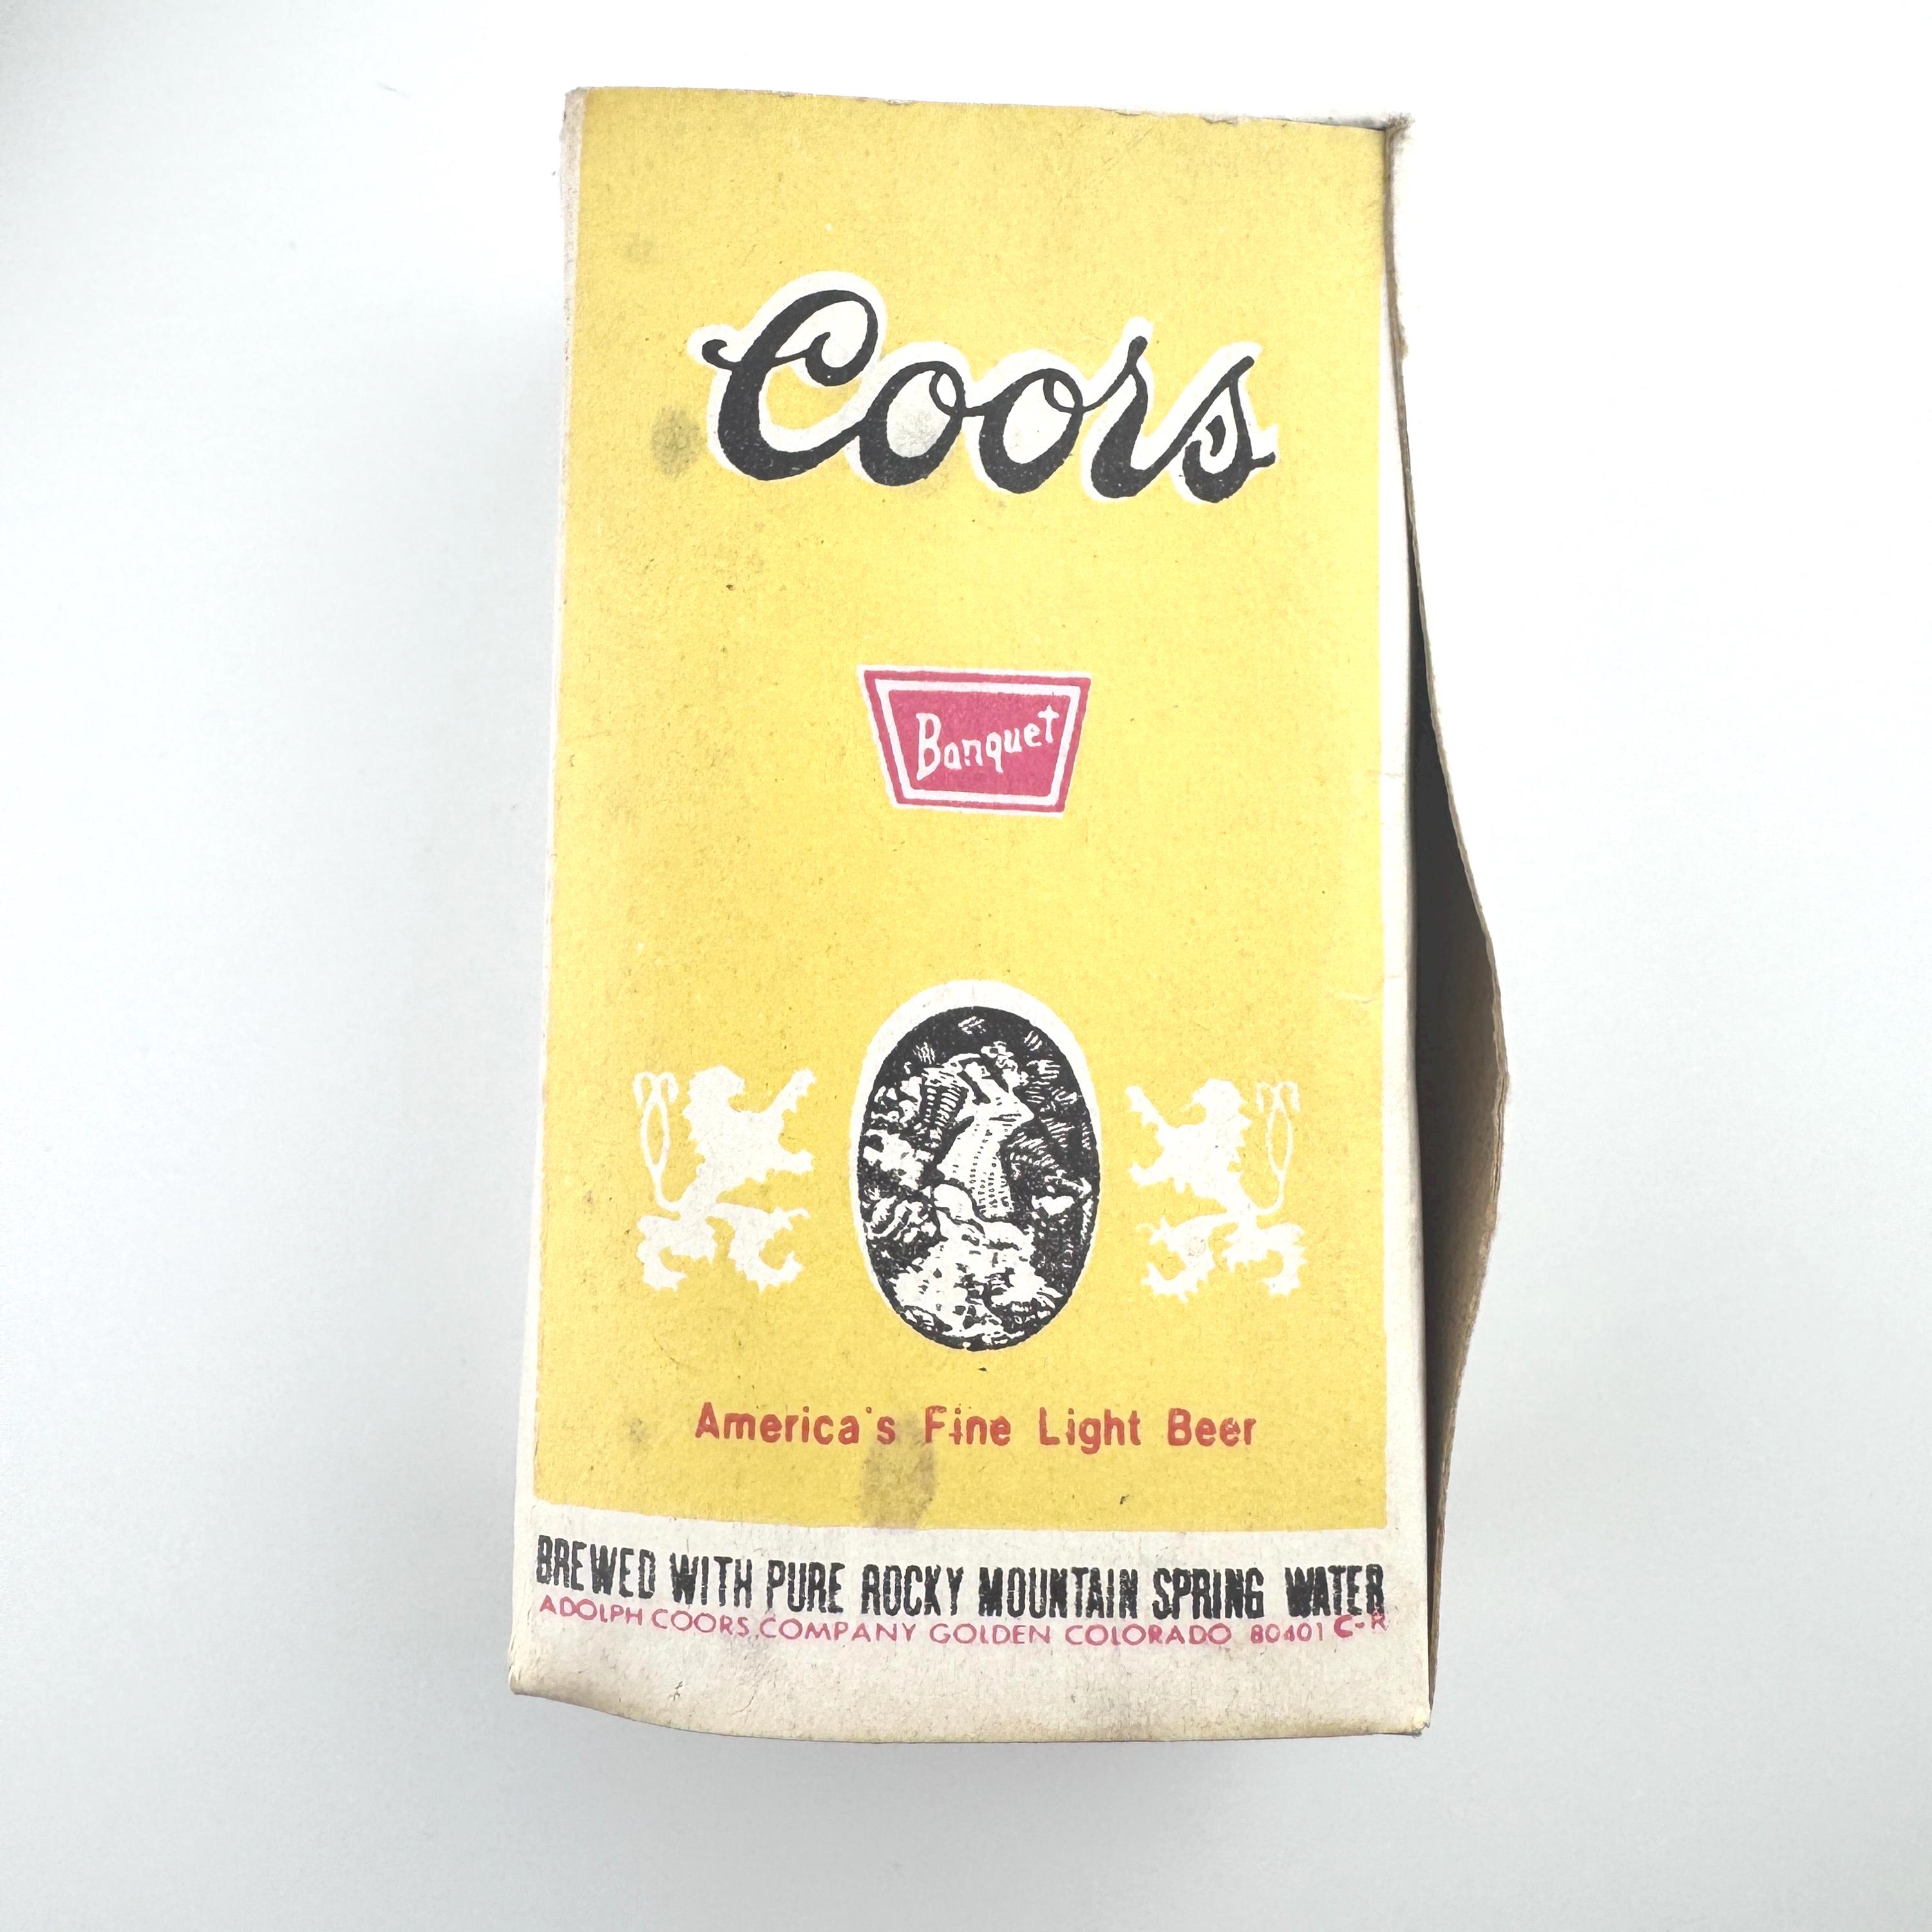 Coors
Banquet
America's Fine Light Beer
BREWED WITH PURE ROCKY MOUNTAIN SPRING WATER
ADOLPH COORS COMPANY GOLDEN COLORADO 80401 C-R